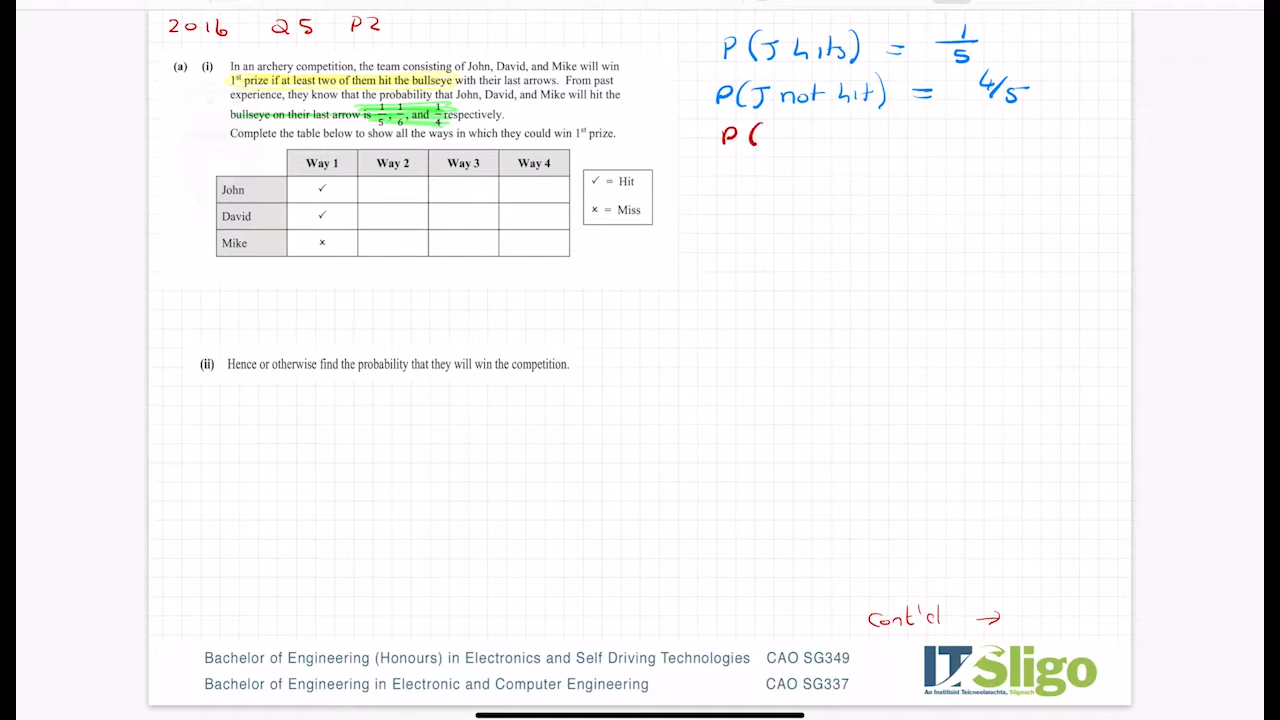 2016 Q5 P2
(a) (i) In an archery competition, the team consisting of John, David, and Mike will win
1st prize if at least two of them hit the bullseye with their last arrows. From past
experience, they know that the probability that John, David, and Mike will hit the
bullseye on their last arrow is 1/5, 1/6, and 1/4 respectively.
Complete the table below to show all the ways in which they could win 1st prize.
Way 1 Way 2 Way 3 Way 4
John ✓
David ✓
Mike ×
✓ = Hit
× = Miss
P(J hits) = 1/5
P(J not hit) = 4/5
P(
(ii) Hence or otherwise find the probability that they will win the competition.
Cont'd →
Bachelor of Engineering (Honours) in Electronics and Self Driving Technologies CAO SG349
Bachelor of Engineering in Electronic and Computer Engineering CAO SG337
IT Sligo
An Institiúid Teicneolaíochta, Sligeach